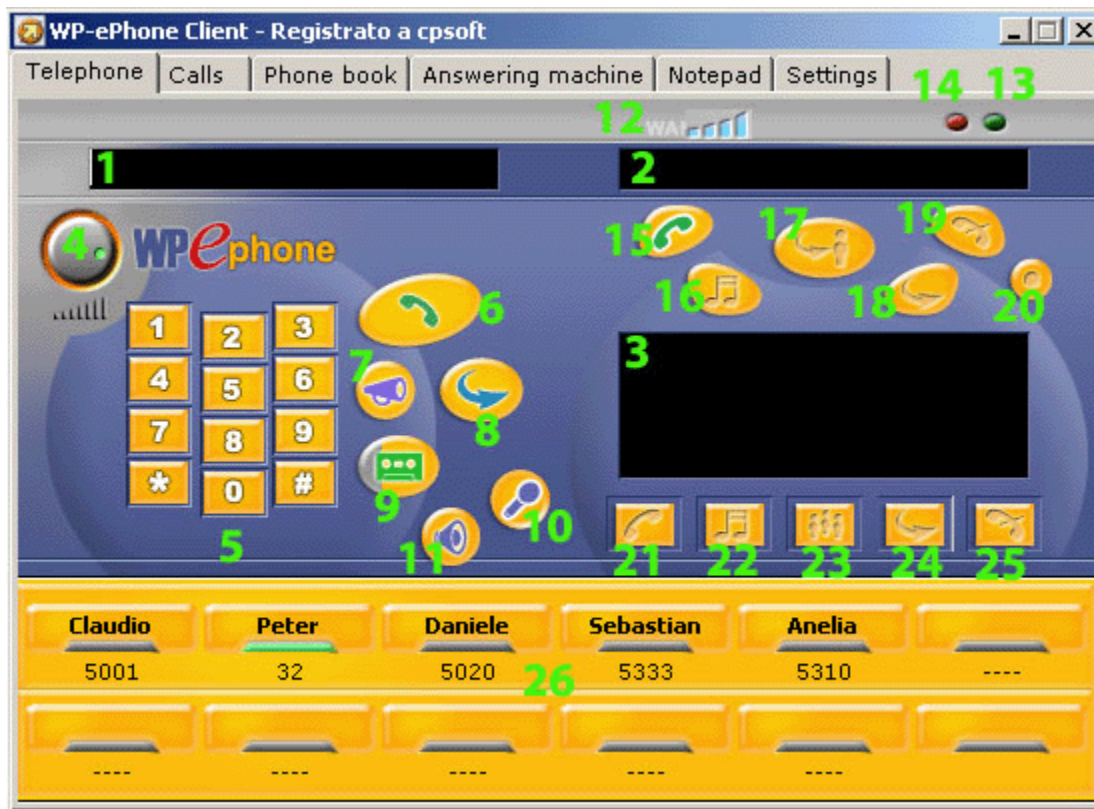 WP-ePhone Client - Registrato a cpsoft
Telephone Calls Phone book Answering machine Notepad Settings
14 13
12 WAN
1 2
4 WPephone
15 17 19
16 18 20
1 2 3
6
3
4 5 6
7
8
7 8 9
9
* 0 #
10
5
11
21 22 23 24 25
Claudio Peter Daniele Sebastian Anelia
5001 32 5020 5333 5310 ----
26
---- ---- ---- ---- ----